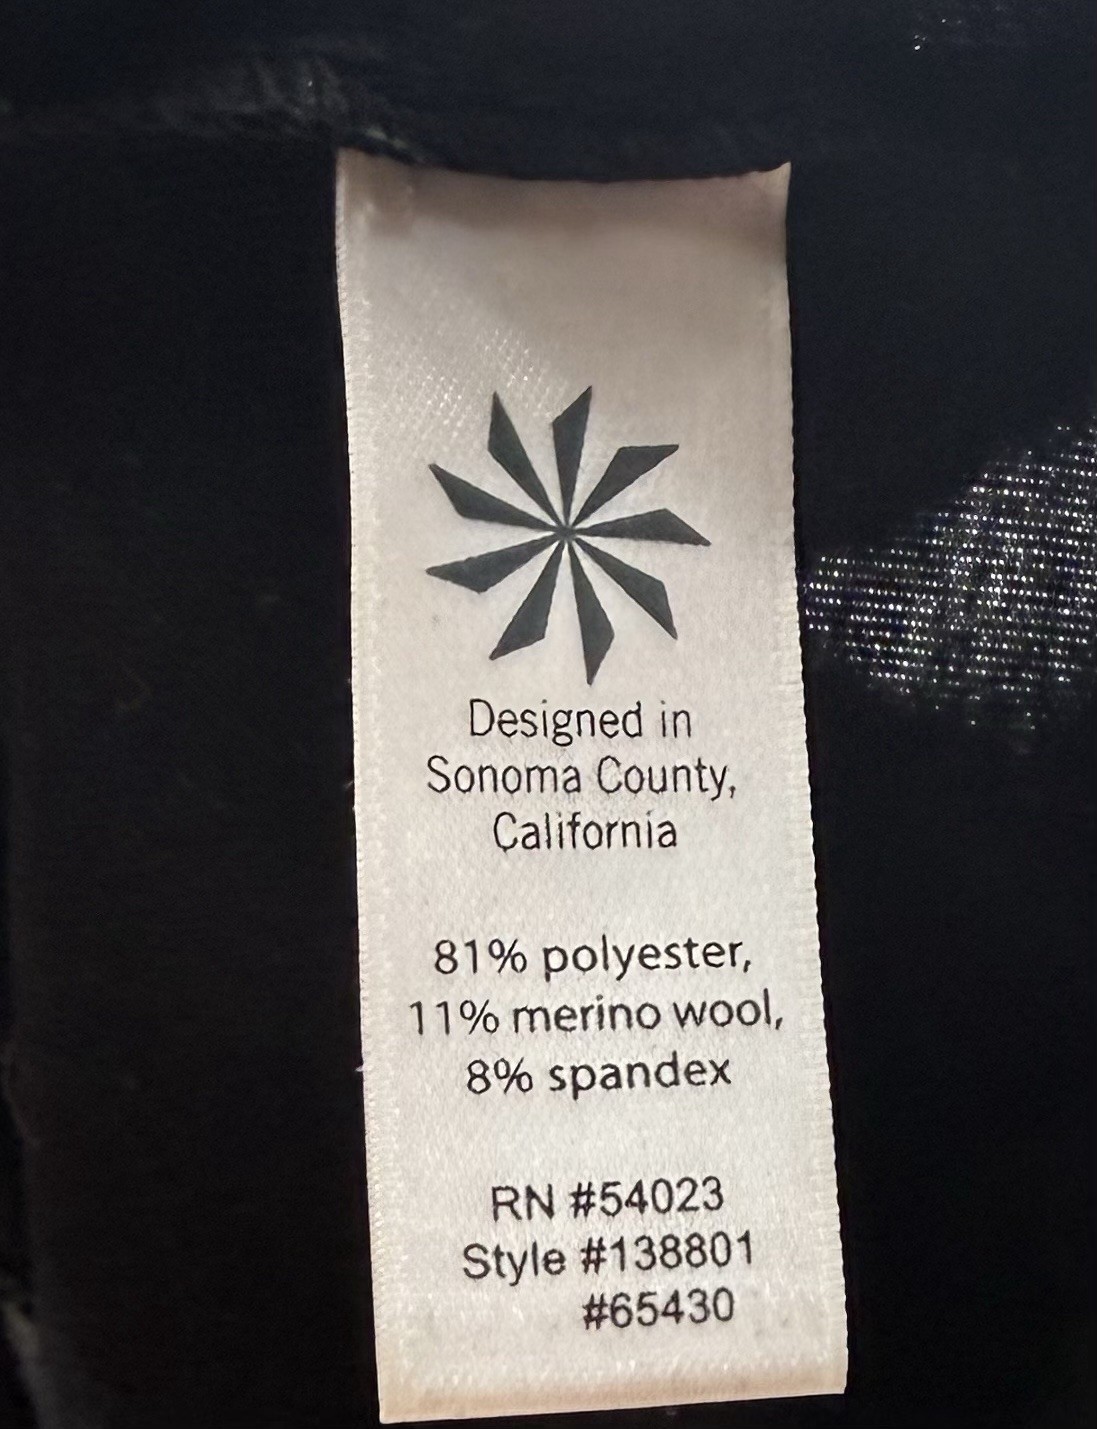 Designed in
Sonoma County,
California
81% polyester,
11% merino wool,
8% spandex
RN #54023
Style #138801
#65430